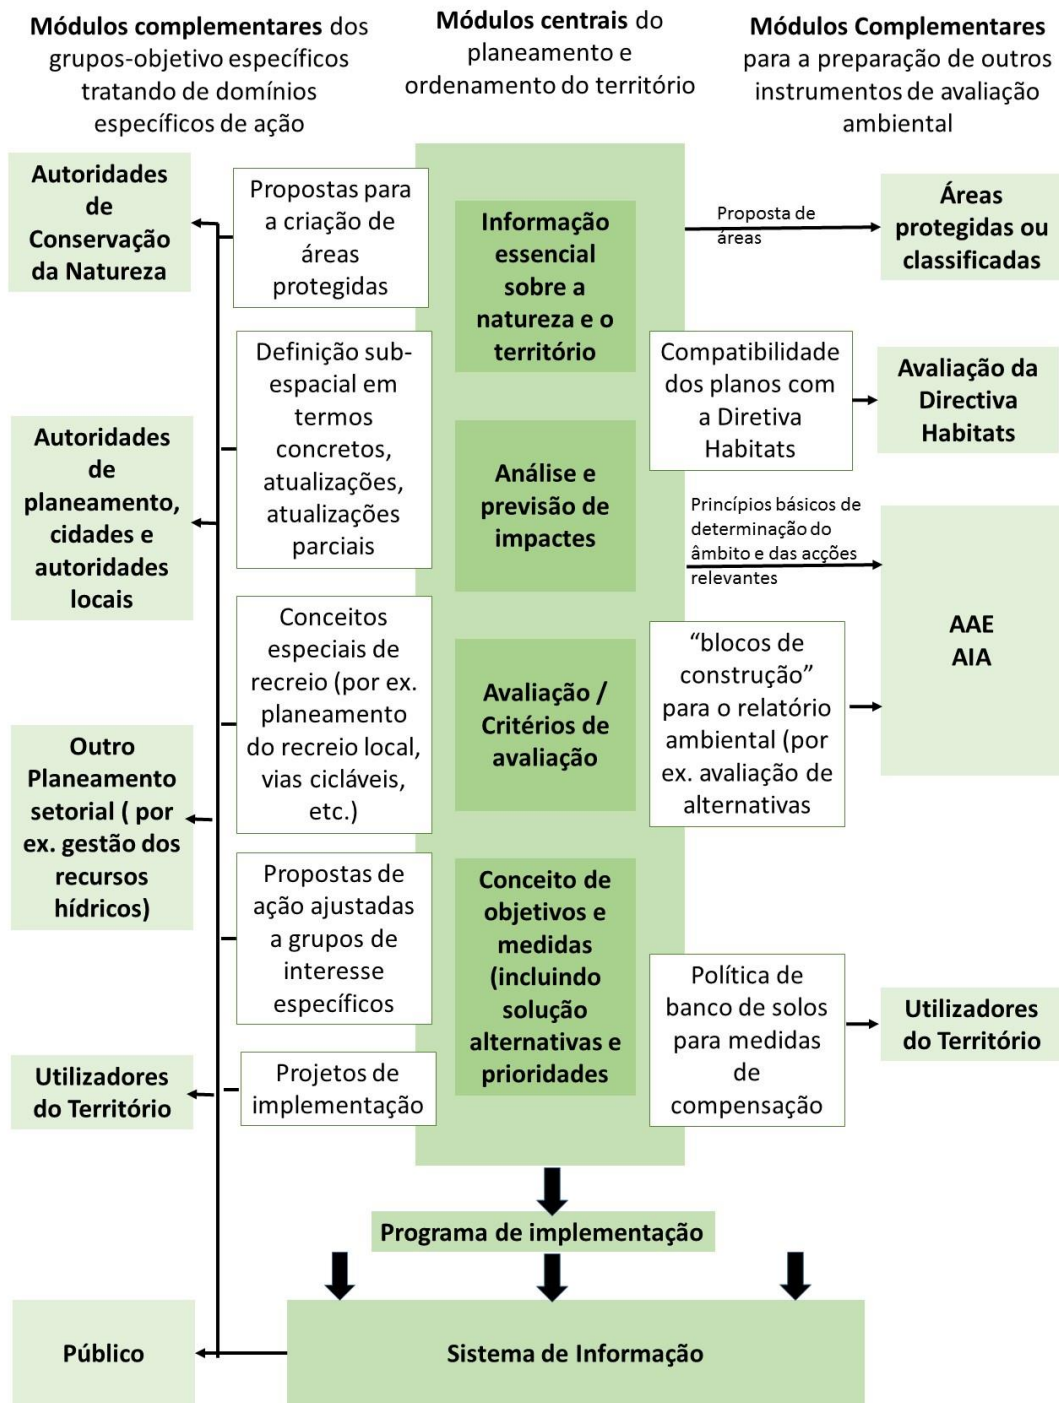 Módulos complementares dos
grupos-objetivo específicos
tratando de domínios
específicos de ação
Módulos centrais do
planeamento e
ordenamento do território
Módulos Complementares
para a preparação de outros
instrumentos de avaliação
ambiental
Autoridades
de
Conservação
da Natureza
Propostas para
a criação de
áreas
protegidas
Informação
essencial
sobre a
natureza e o
território
Proposta de
áreas
Áreas
protegidas ou
classificadas
Definição sub-
espacial em
termos
concretos,
atualizações,
atualizações
parciais
Compatibilidade
dos planos com
a Diretiva
Habitats
Avaliação da
Directiva
Habitats
Autoridades
de
planeamento,
cidades e
autoridades
locais
Análise e
previsão de
impactes
Princípios básicos de
determinação do
âmbito e das acções
relevantes
AAE
AIA
Conceitos
especiais de
recreio (por ex.
planeamento
do recreio local,
vias cicláveis,
etc.)
Avaliação /
Critérios de
avaliação
“blocos de
construção”
para o relatório
ambiental (por
ex. avaliação de
alternativas
Outro
Planeamento
setorial ( por
ex. gestão dos
recursos
hídricos)
Propostas de
ação ajustadas
a grupos de
interesse
específicos
Conceito de
objetivos e
medidas
(incluindo
solução
alternativas e
prioridades
Política de
banco de solos
para medidas
de
compensação
Utilizadores
do Território
Utilizadores
do Território
Projetos de
implementação
Programa de implementação
Público
Sistema de Informação